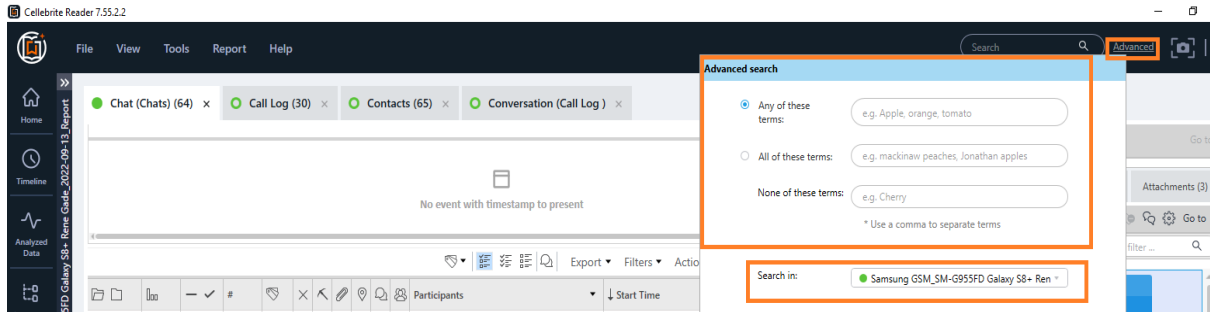 Cellebrite Reader 7.55.2.2
File View Tools Report Help
Search
Advanced
Advanced search
Chat (Chats) (64) × Call Log (30) × Contacts (65) × Conversation (Call Log ) ×
Home
Timeline
Analyzed
Data
SFD Galaxy S8+ Rene Gade_2022-09-13_Report
No event with timestamp to present
Export Filters Actio
# Participants ↓ Start Time
Any of these
terms:
e.g. Apple, orange, tomato
All of these terms:
e.g. mackinaw peaches, Jonathan apples
None of these terms:
e.g. Cherry
* Use a comma to separate terms
Search in:
Samsung GSM_SM-G955FD Galaxy S8+ Ren
Go to
Attachments (3)
Go to
filter ...